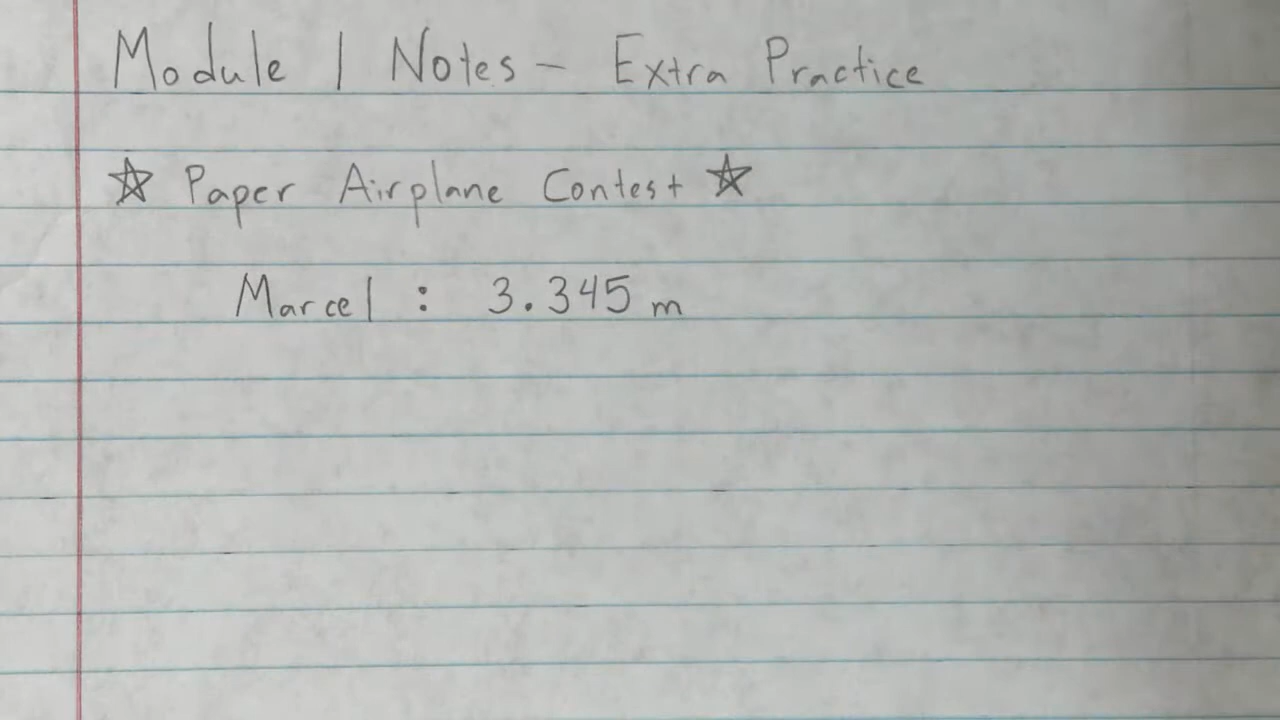 Module 1 Notes - Extra Practice
☆ Paper Airplane Contest ☆
Marcel : 3.345 m